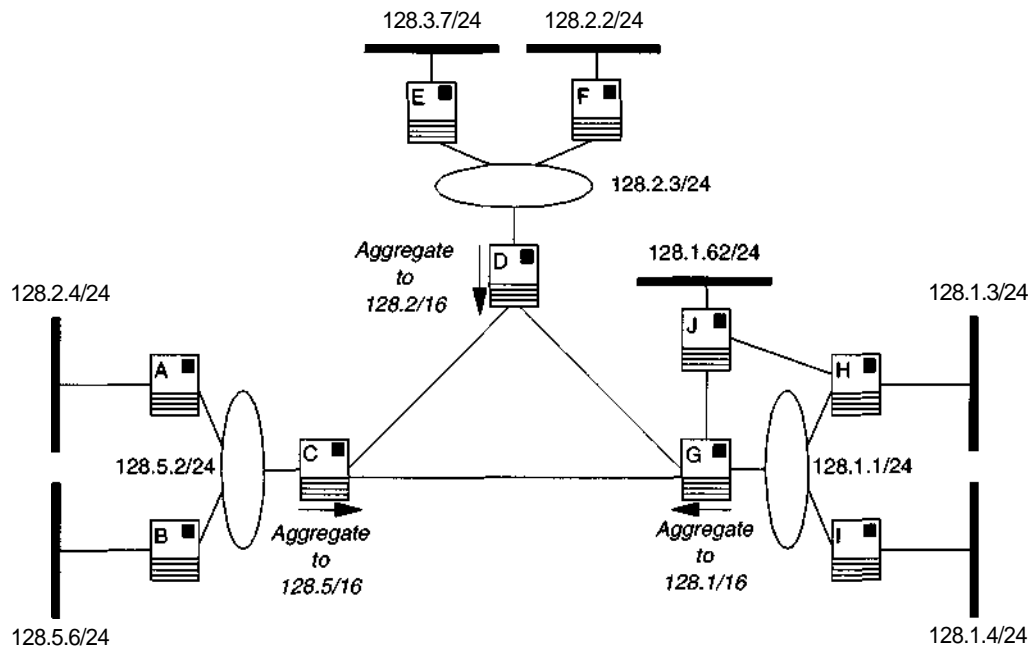 128.3.7/24
128.2.2/24
E
F
128.2.3/24
Aggregate
to
128.2/16
D
128.1.62/24
128.2.4/24
128.1.3/24
J
A
H
128.5.2/24
C
G
128.1.1/24
B
Aggregate
to
128.5/16
Aggregate
to
128.1/16
I
128.5.6/24
128.1.4/24